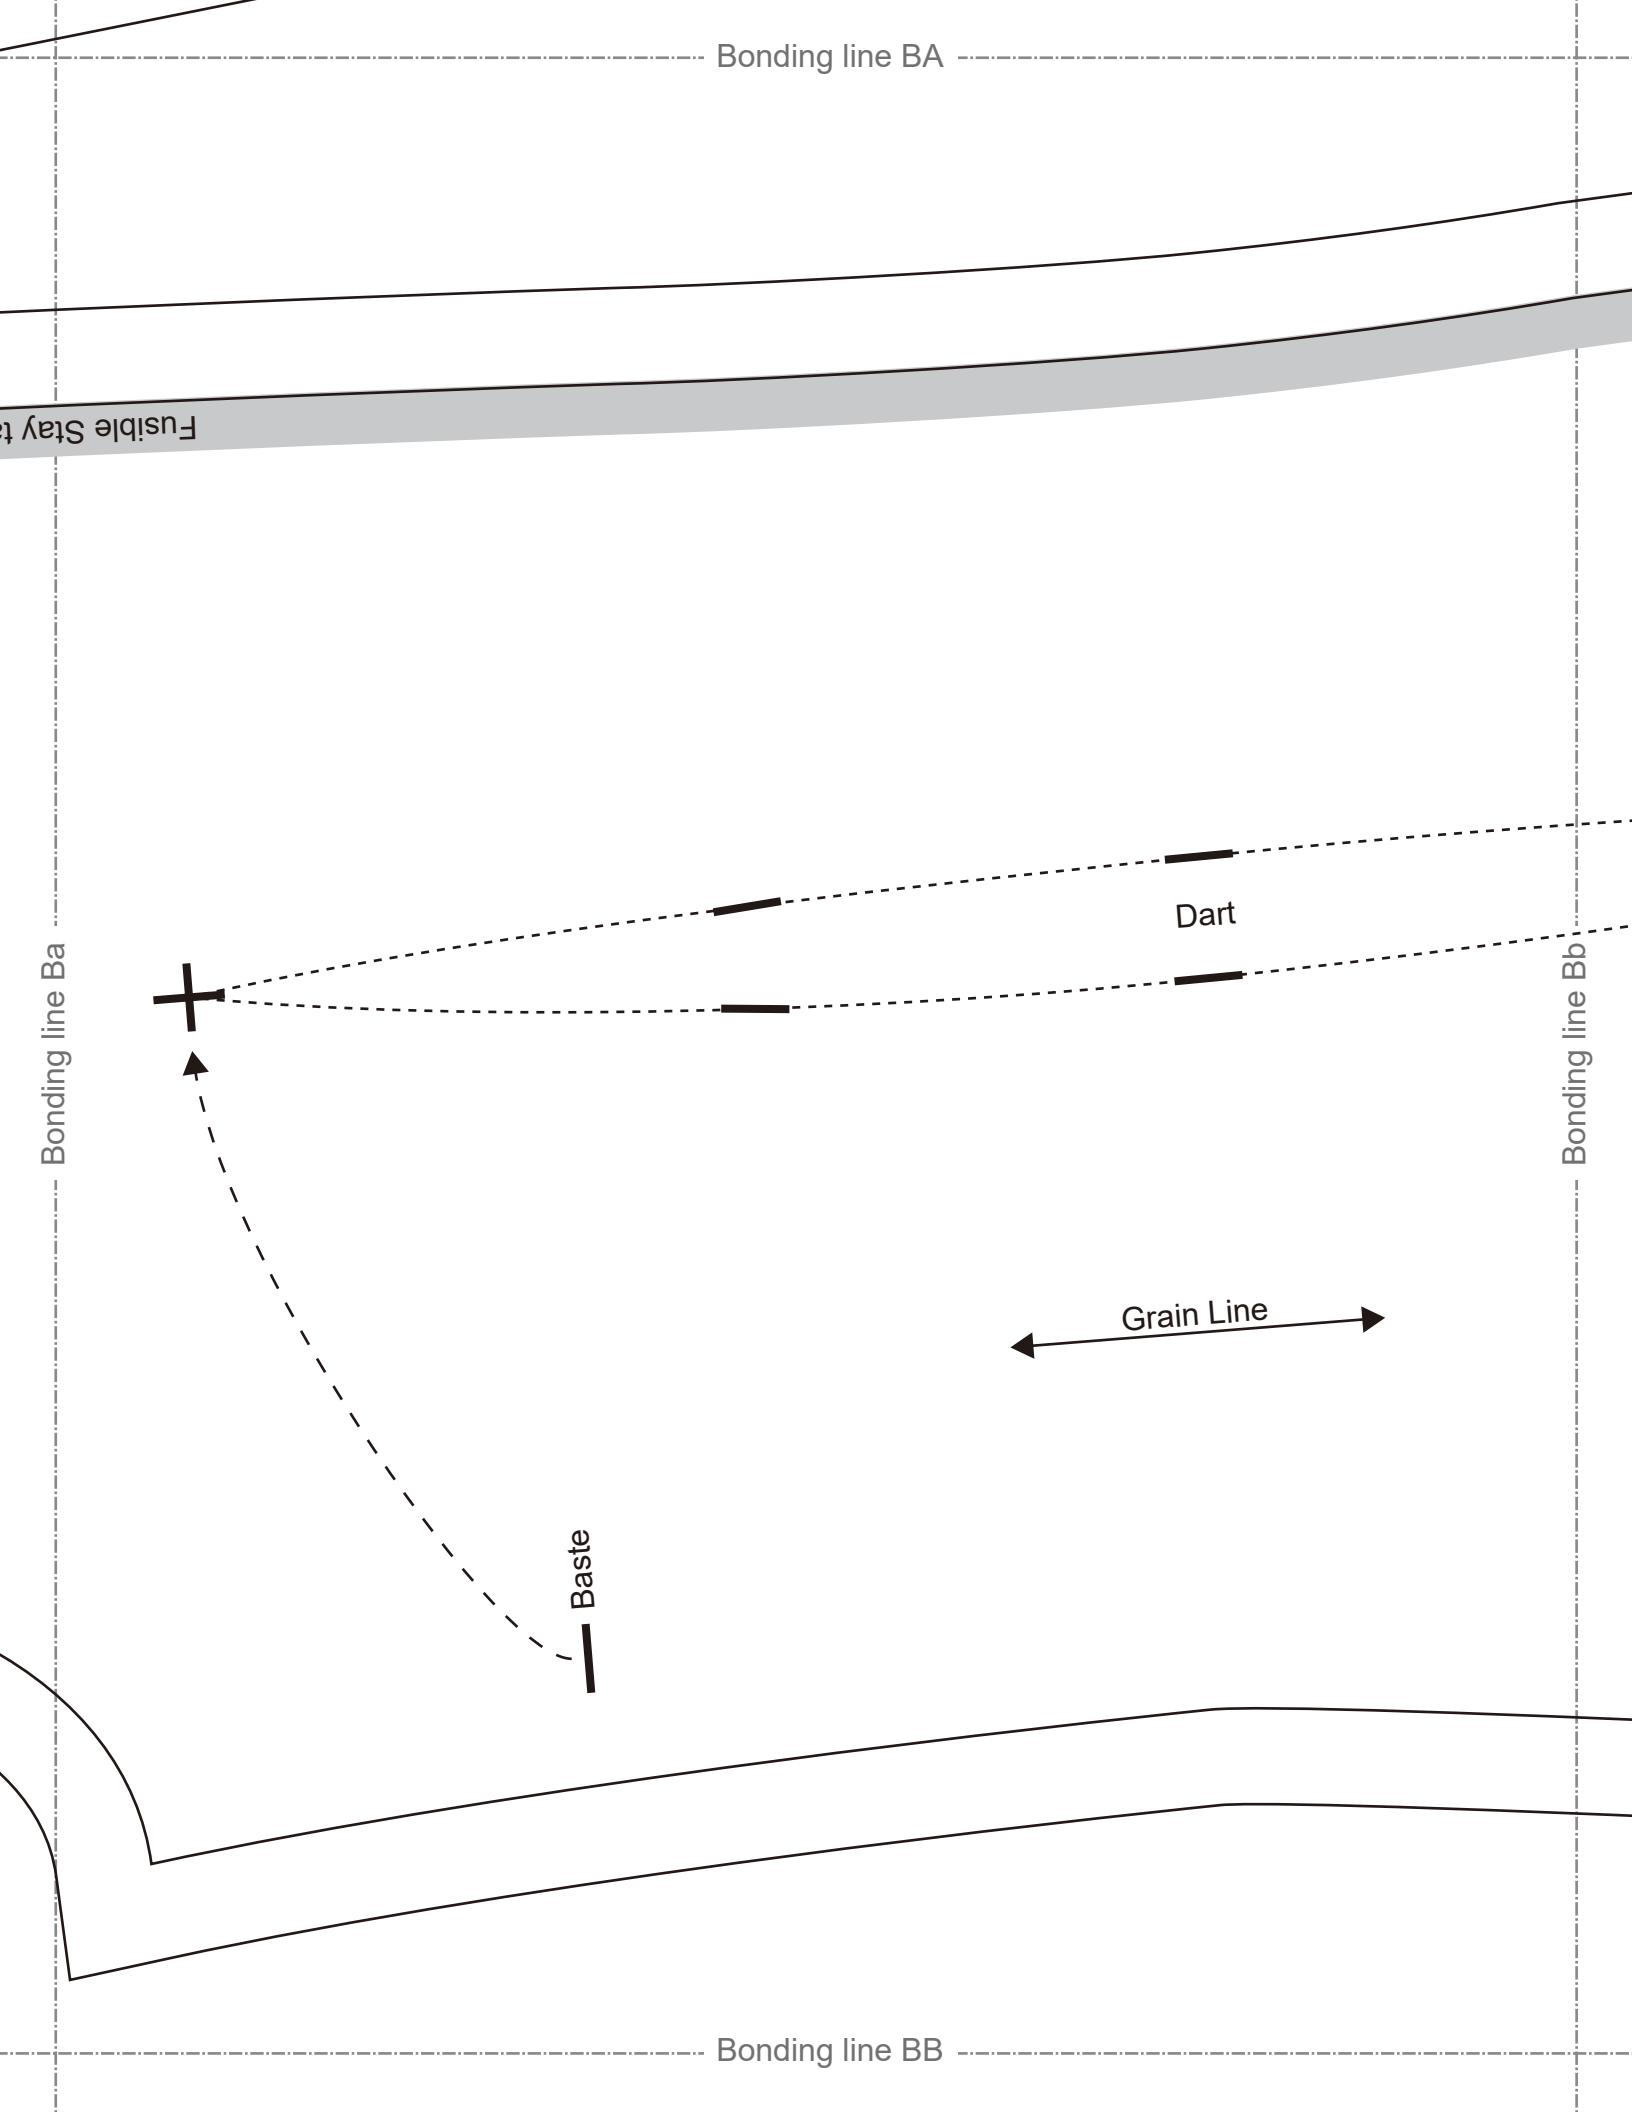 Bonding line BA
Fusible Stay
Dart
Bonding line Ba
Bonding line Bb
Grain Line
Baste
Bonding line BB